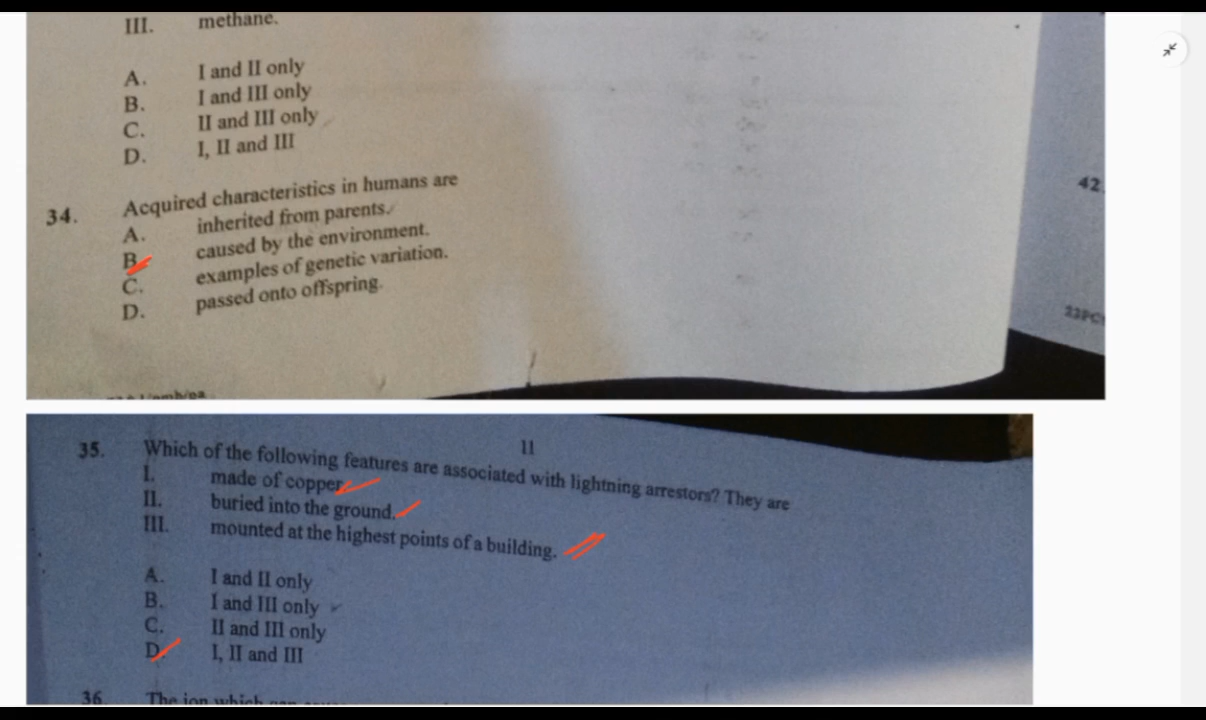 III. methane.
A. I and II only
B. I and III only
C. II and III only
D. I, II and III
34. Acquired characteristics in humans are
A. inherited from parents.
B. caused by the environment.
C. examples of genetic variation.
D. passed onto offspring.
42
11
35. Which of the following features are associated with lightning arrestors? They are
I. made of copper
II. buried into the ground.
III. mounted at the highest points of a building.
A. I and II only
B. I and III only
C. II and III only
D. I, II and III
36. The ion which